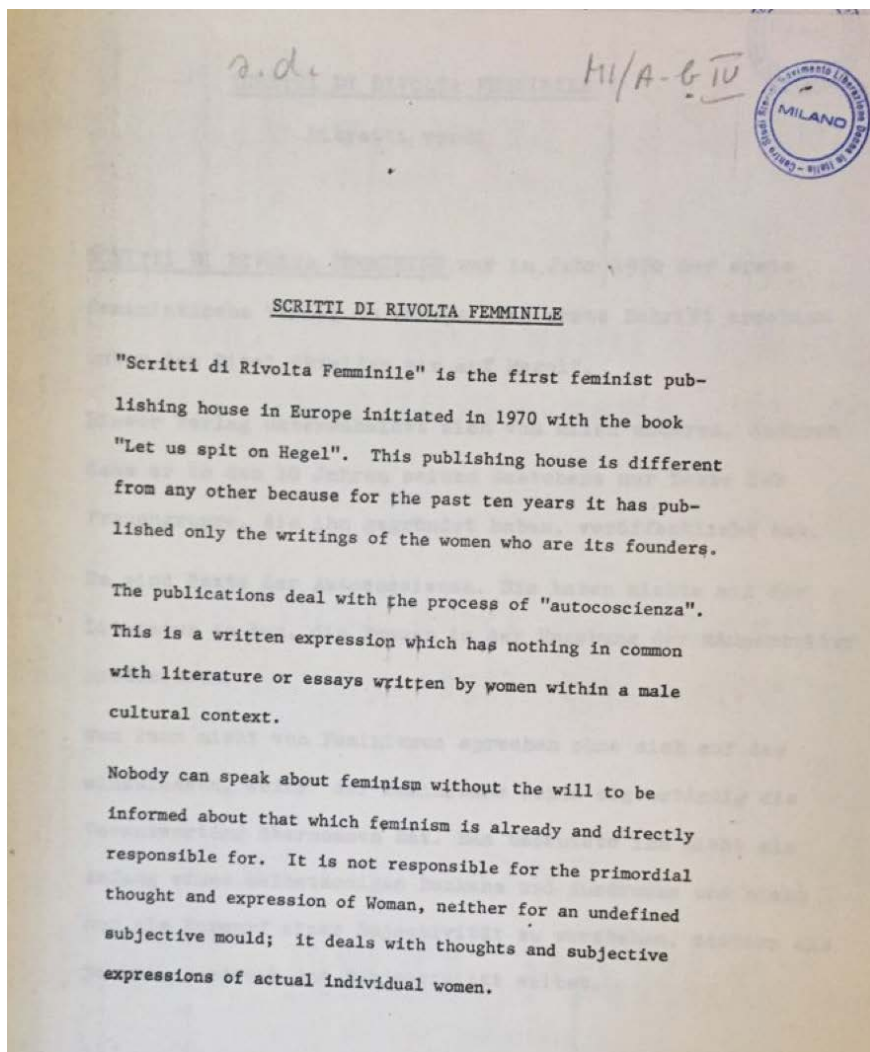 s.d.
MI/A-b IV
MILANO
SCRITTI DI RIVOLTA FEMMINILE
"Scritti di Rivolta Femminile" is the first feminist pub-
lishing house in Europe initiated in 1970 with the book
"Let us spit on Hegel". This publishing house is different
from any other because for the past ten years it has pub-
lished only the writings of the women who are its founders.
The publications deal with the process of "autocoscienza".
This is a written expression which has nothing in common
with literature or essays written by women within a male
cultural context.
Nobody can speak about feminism without the will to be
informed about that which feminism is already and directly
responsible for. It is not responsible for the primordial
thought and expression of Woman, neither for an undefined
subjective mould; it deals with thoughts and subjective
expressions of actual individual women.